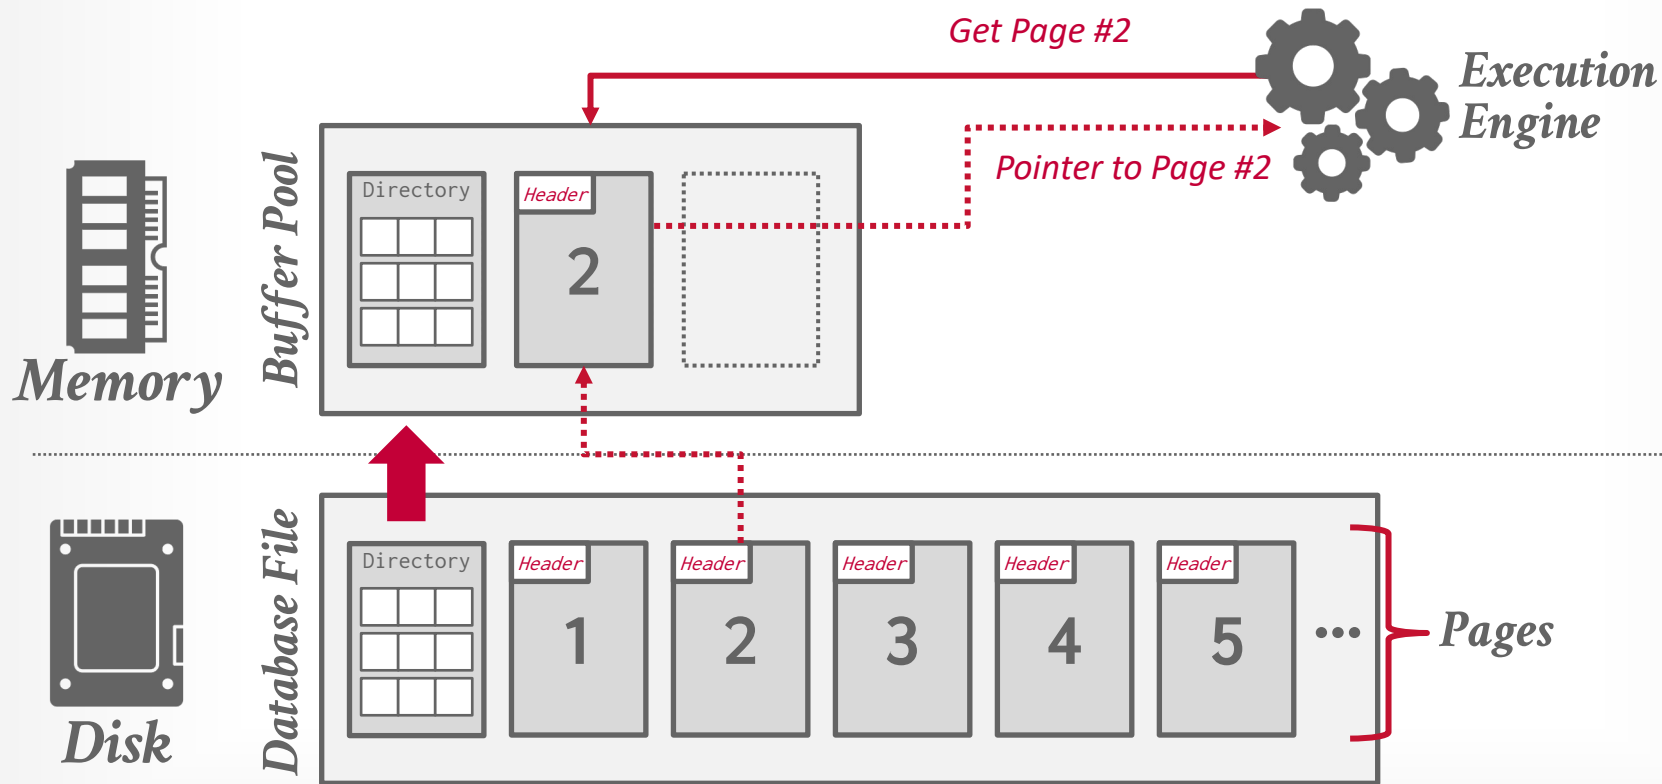 Get Page #2
Execution
Engine
Pointer to Page #2
Buffer Pool
Directory
Header
2
Memory
Database File
Directory
Header
Header
Header
Header
Header
1
2
3
4
5
...
Pages
Disk